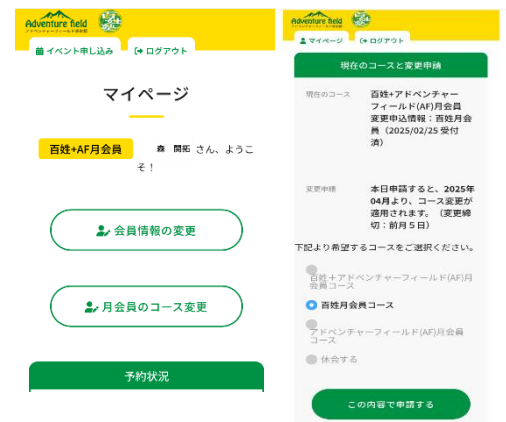 Adventure field
イベント申し込み
ログアウト
マイページ
百姓+AF月会員 森 開拓 さん、ようこ
そ！
会員情報の変更
月会員のコース変更
予約状況
Adventure field
マイページ
ログアウト
現在のコースと変更申請
現在のコース
百姓+アドベンチャー
フィールド(AF)月会員
変更申込情報：百姓月会
員（2025/02/25 受付
済）
変更申請
本日申請すると、2025年
04月より、コース変更が
適用されます。（変更締
切：前月５日）
下記より希望するコースをご選択ください。
百姓＋アドベンチャーフィールド(AF)月
会員コース
百姓月会員コース
アドベンチャーフィールド(AF)月会員
コース
休会する
この内容で申請する